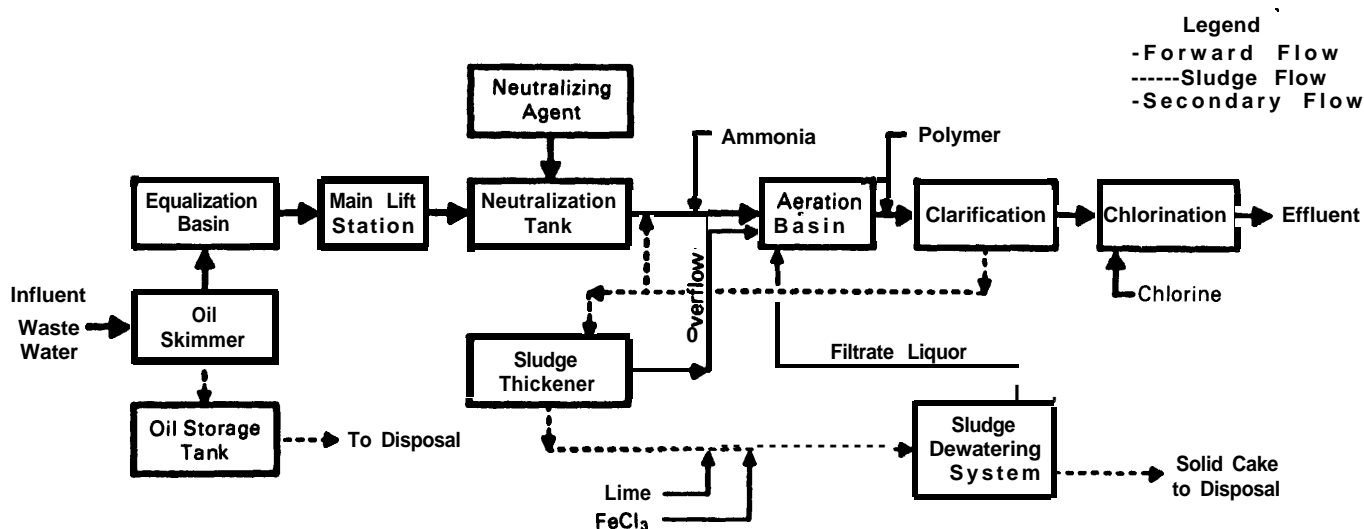 Legend
-Forward Flow
------Sludge Flow
-Secondary Flow
Neutralizing
Agent
Ammonia
Polymer
Equalization
Basin
Main Lift
Station
Neutralization
Tank
Aeration
Basin
Clarification
Chlorination
Effluent
Influent
Waste
Water
Oil
Skimmer
Overflow
Chlorine
Sludge
Thickener
Filtrate Liquor
Oil Storage
Tank
To Disposal
Sludge
Dewatering
System
Solid Cake
to Disposal
Lime
FeCl₃